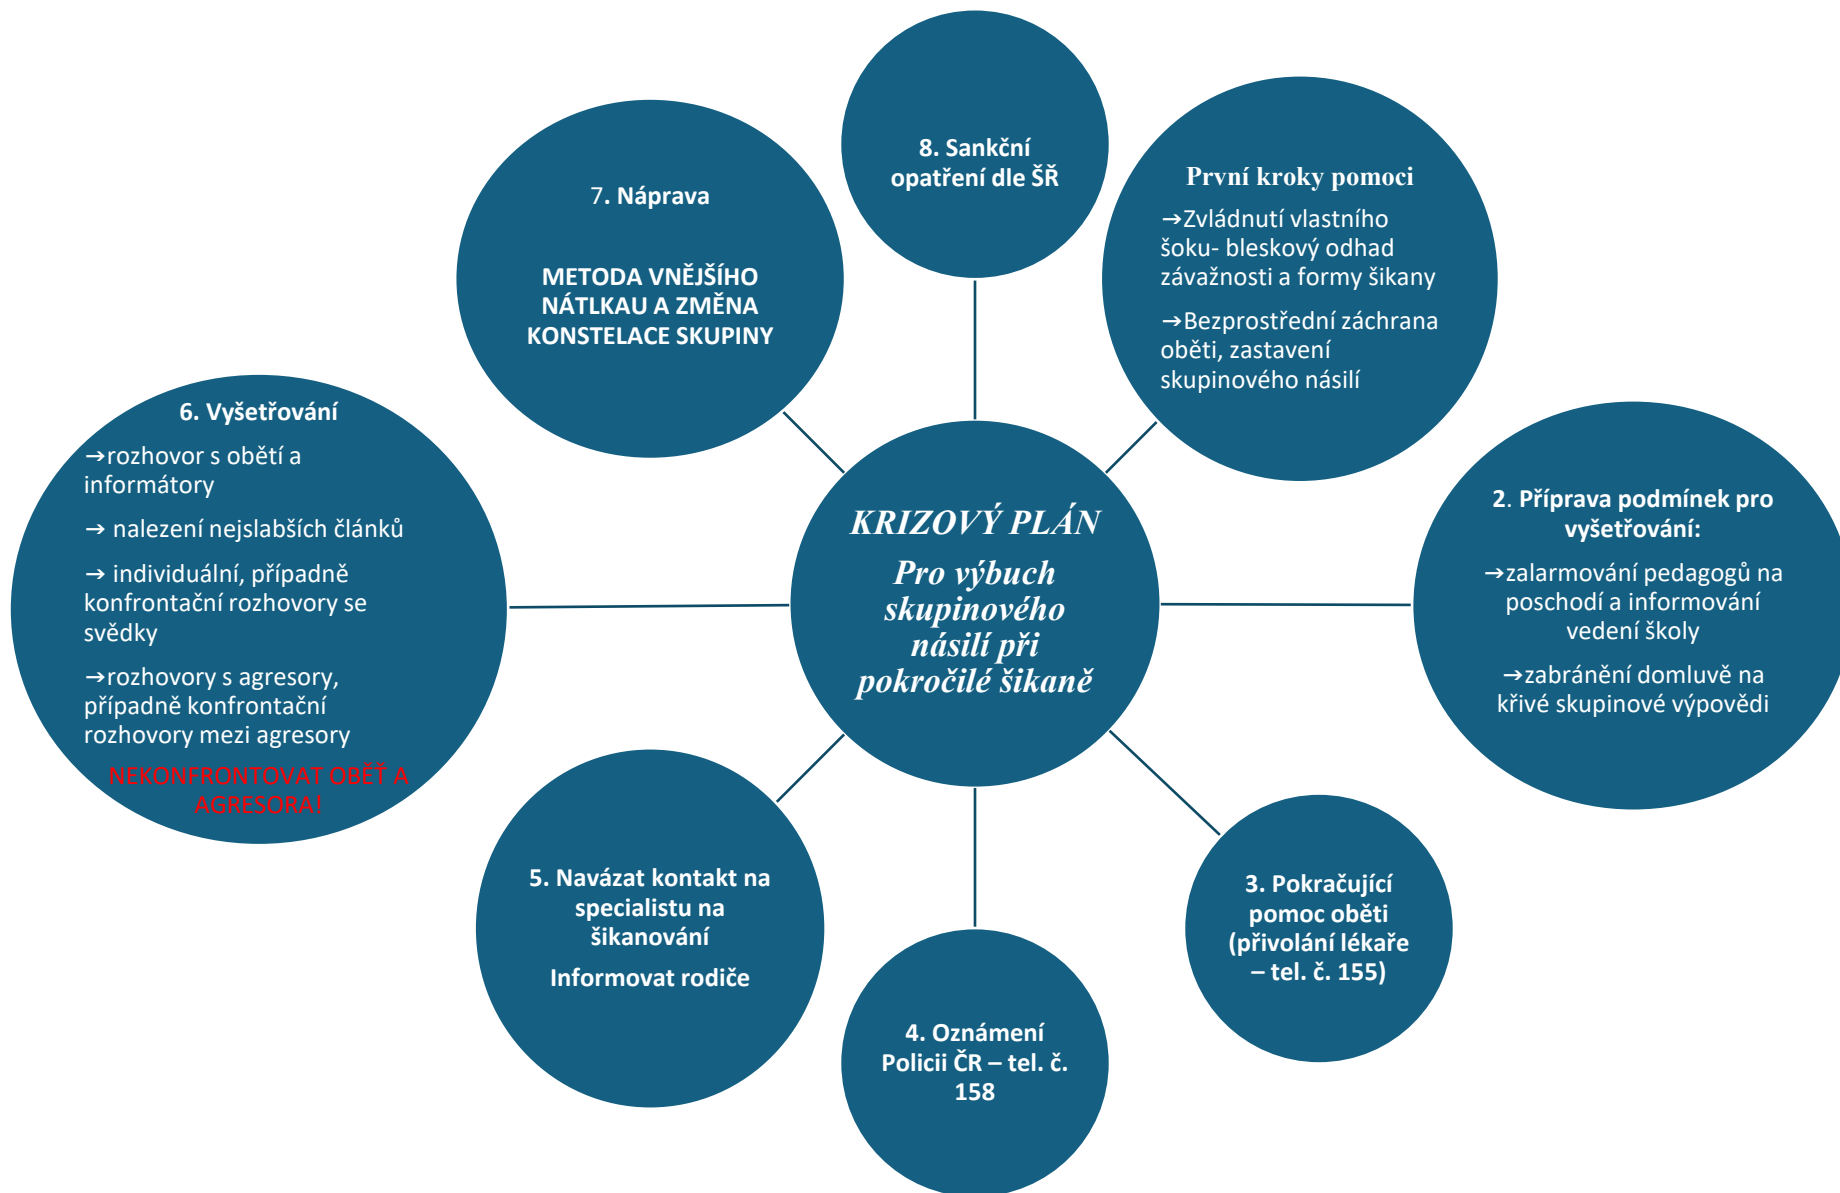 KRIZOVÝ PLÁN
Pro výbuch
skupinového
násilí při
pokročilé šikaně
První kroky pomoci
→Zvládnutí vlastního
šoku- bleskový odhad
závažnosti a formy šikany
→Bezprostřední záchrana
oběti, zastavení
skupinového násilí
2. Příprava podmínek pro
vyšetřování:
→zalarmování pedagogů na
poschodí a informování
vedení školy
→zabránění domluvě na
křivé skupinové výpovědi
3. Pokračující
pomoc oběti
(přivolání lékaře
– tel. č. 155)
4. Oznámení
Policii ČR – tel. č.
158
5. Navázat kontakt na
specialistu na
šikanování
Informovat rodiče
6. Vyšetřování
→rozhovor s obětí a
informátory
→ nalezení nejslabších článků
→ individuální, případně
konfrontační rozhovory se
svědky
→rozhovory s agresory,
případně konfrontační
rozhovory mezi agresory
NEKONFRONTOVAT OBĚŤ A
AGRESORA!
7. Náprava
METODA VNĚJŠÍHO
NÁTLKAU A ZMĚNA
KONSTELACE SKUPINY
8. Sankční
opatření dle ŠŘ